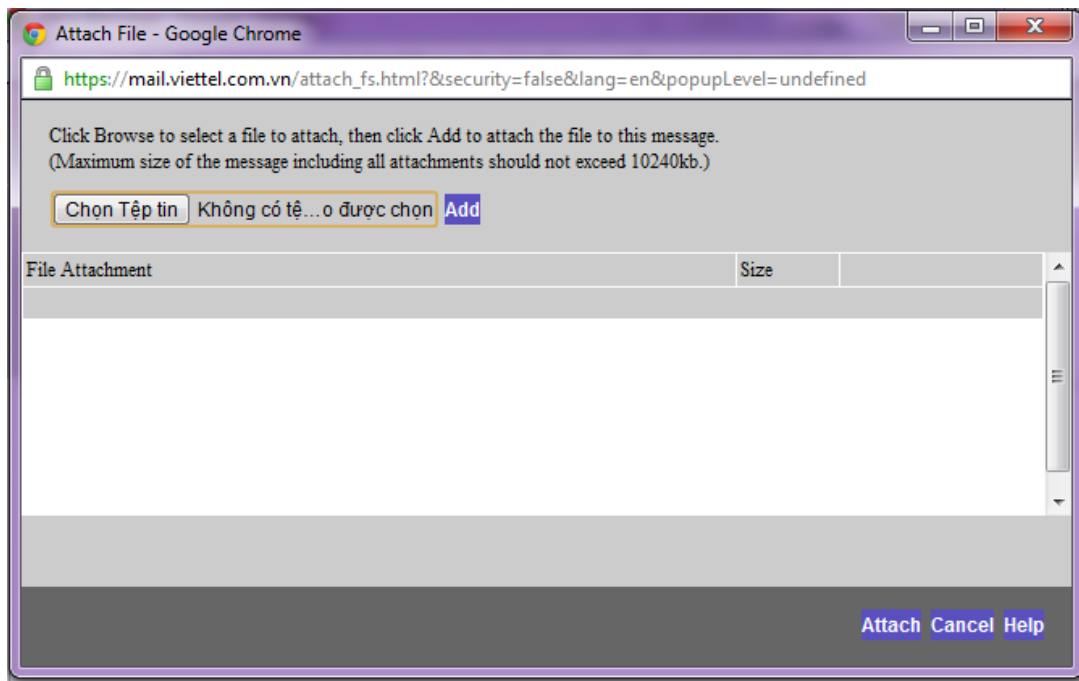 Attach File - Google Chrome
https://mail.viettel.com.vn/attach_fs.html?&security=false&lang=en&popupLevel=undefined
Click Browse to select a file to attach, then click Add to attach the file to this message.
(Maximum size of the message including all attachments should not exceed 10240kb.)
Chọn Tệp tin Không có tệ...o được chọn Add
File Attachment Size
Attach Cancel Help